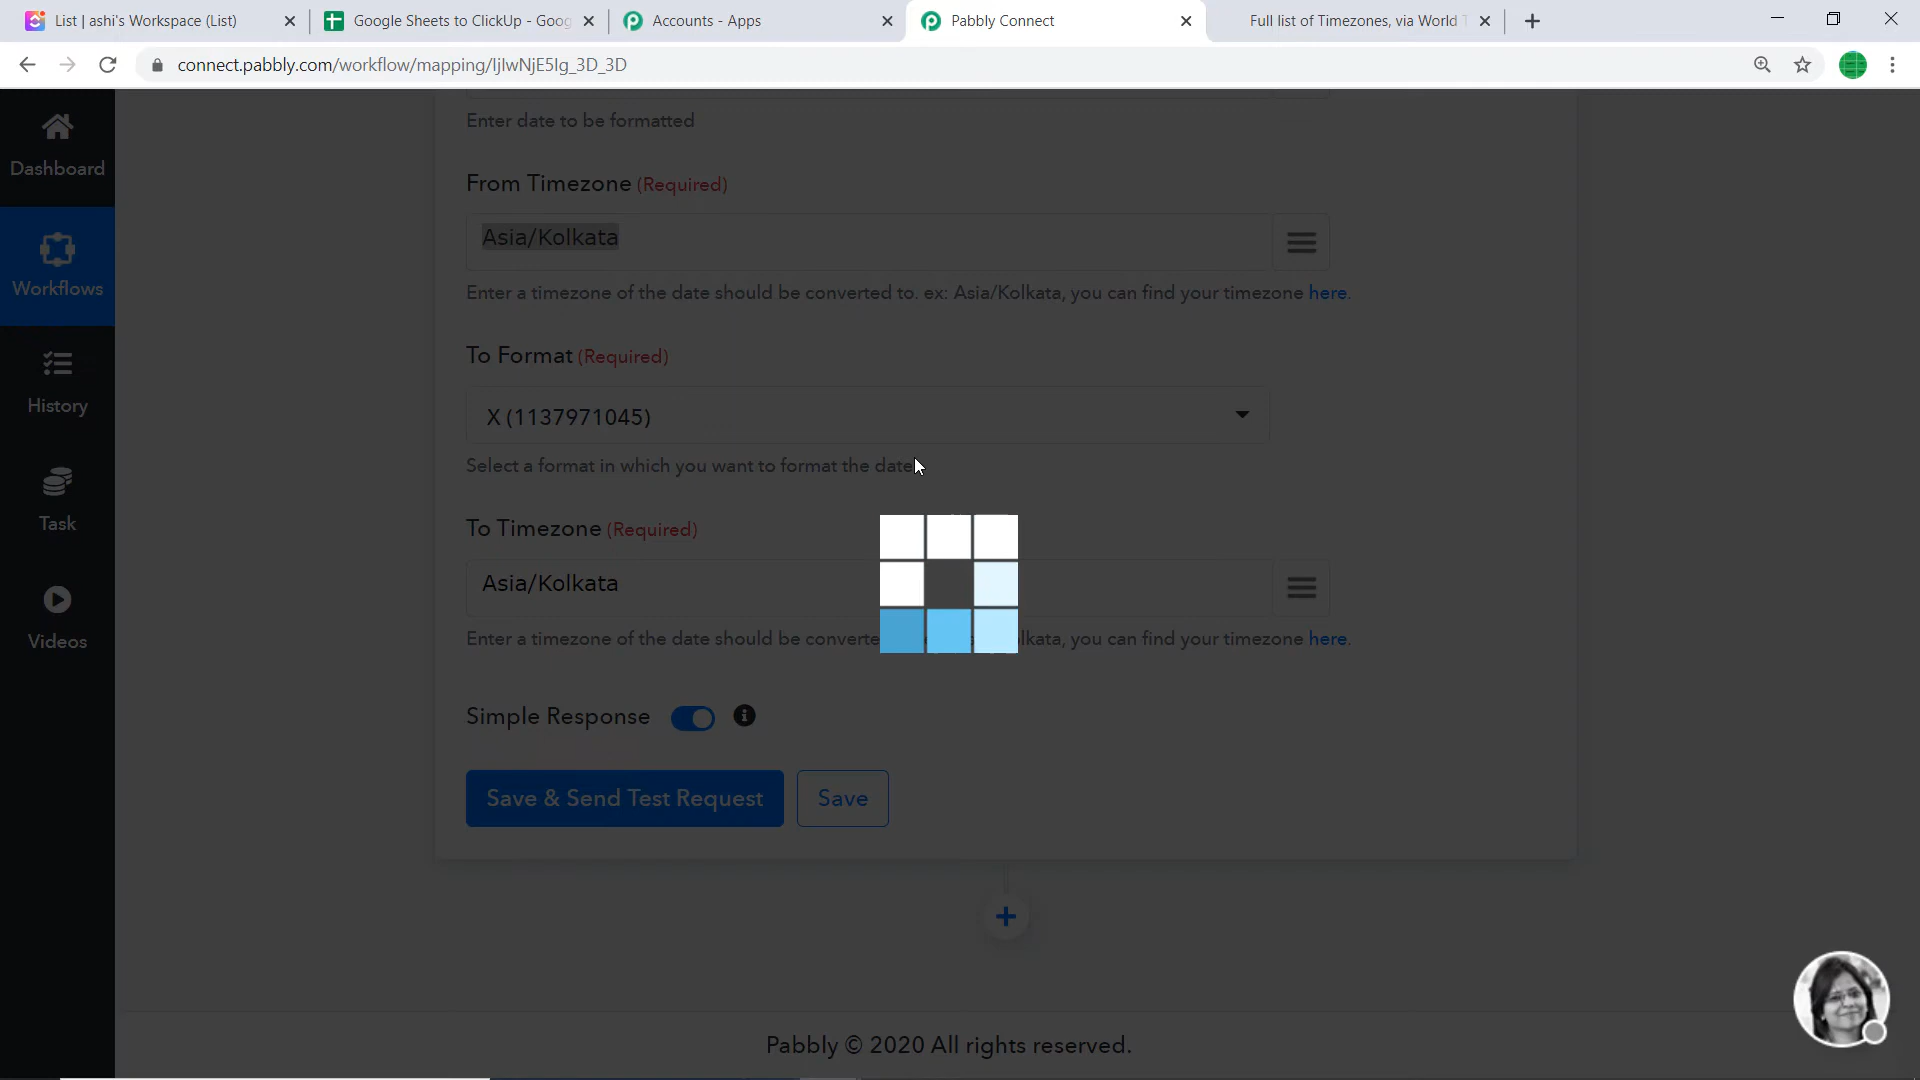 List | ashi's Workspace (List)
Google Sheets to ClickUp - Goog
Accounts - Apps
Pabbly Connect
Full list of Timezones, via World T
connect.pabbly.com/workflow/mapping/IjIwNjE5Ig_3D_3D
Dashboard
Workflows
History
Task
Videos
Enter date to be formatted
From Timezone (Required)
Asia/Kolkata
Enter a timezone of the date should be converted to. ex: Asia/Kolkata, you can find your timezone here.
To Format (Required)
X (1137971045)
Select a format in which you want to format the date
To Timezone (Required)
Asia/Kolkata
Enter a timezone of the date should be converte lkata, you can find your timezone here.
Simple Response
Save & Send Test Request
Save
Pabbly © 2020 All rights reserved.